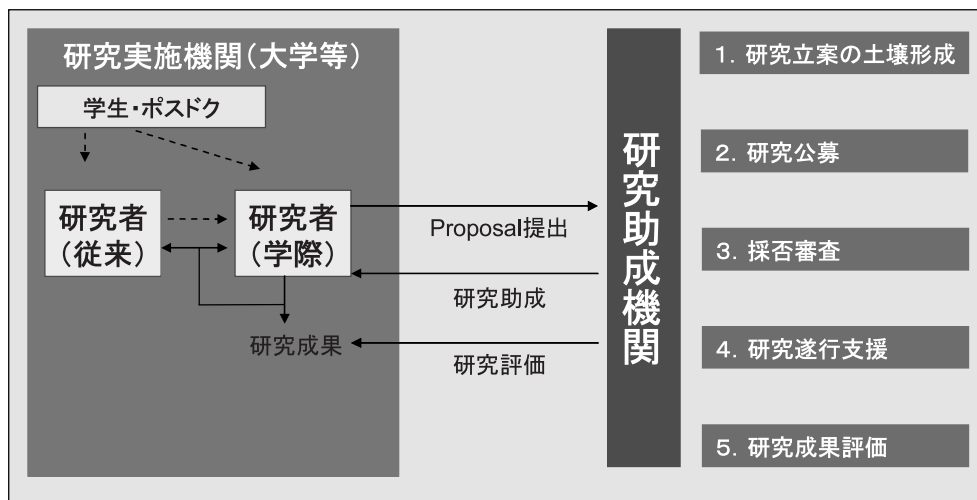 研究実施機関(大学等)
学生・ポスドク
研究者
(従来)
研究者
(学際)
研究成果
Proposal提出
研究助成
研究評価
研究助成機関
1. 研究立案の土壌形成
2. 研究公募
3. 採否審査
4. 研究遂行支援
5. 研究成果評価